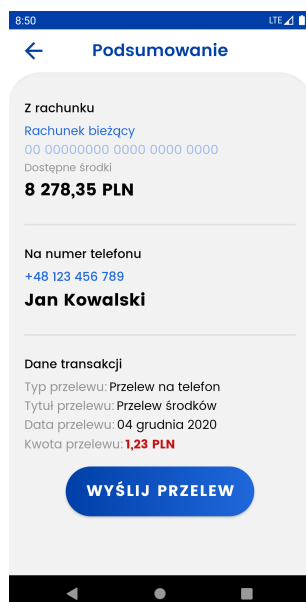 8:50 LTE
Podsumowanie
Z rachunku
Rachunek bieżący
00 00000000 0000 0000 0000
Dostępne środki
8 278,35 PLN
Na numer telefonu
+48 123 456 789
Jan Kowalski
Dane transakcji
Typ przelewu: Przelew na telefon
Tytuł przelewu: Przelew środków
Data przelewu: 04 grudnia 2020
Kwota przelewu: 1,23 PLN
WYŚLIJ PRZELEW